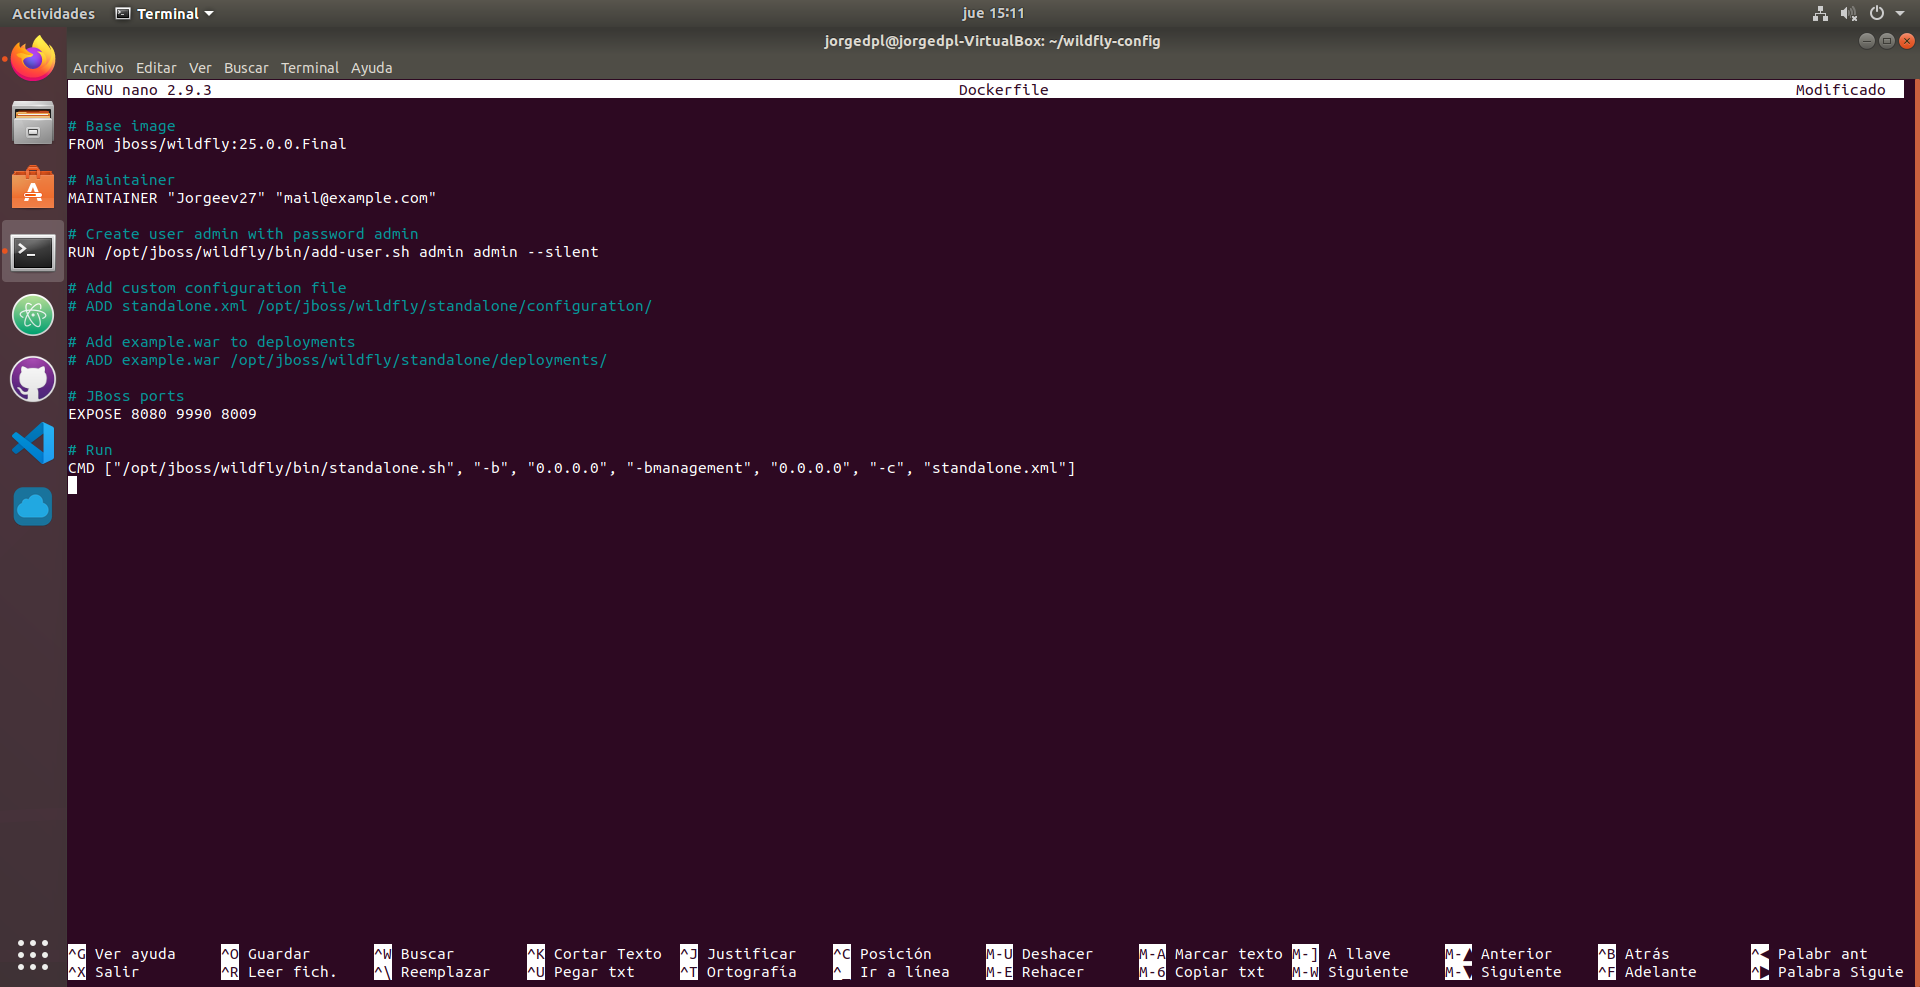 Actividades Terminal jue 15:11
jorgedpl@jorgedpl-VirtualBox: ~/wildfly-config
Archivo Editar Ver Buscar Terminal Ayuda
GNU nano 2.9.3 Dockerfile Modificado
# Base image
FROM jboss/wildfly:25.0.0.Final
# Maintainer
MAINTAINER "Jorgeev27" "mail@example.com"
# Create user admin with password admin
RUN /opt/jboss/wildfly/bin/add-user.sh admin admin --silent
# Add custom configuration file
# ADD standalone.xml /opt/jboss/wildfly/standalone/configuration/
# Add example.war to deployments
# ADD example.war /opt/jboss/wildfly/standalone/deployments/
# JBoss ports
EXPOSE 8080 9990 8009
# Run
CMD ["/opt/jboss/wildfly/bin/standalone.sh", "-b", "0.0.0.0", "-bmanagement", "0.0.0.0", "-c", "standalone.xml"]
^G Ver ayuda ^O Guardar ^W Buscar ^K Cortar Texto ^J Justificar ^C Posición M-U Deshacer M-A Marcar texto M-] A llave M-▲ Anterior ^B Atrás ^◀ Palabr ant
^X Salir ^R Leer fich. ^\ Reemplazar ^U Pegar txt ^T Ortografía ^_ Ir a línea M-E Rehacer M-6 Copiar txt M-W Siguiente M-▼ Siguiente ^F Adelante ^▶ Palabra Siguie